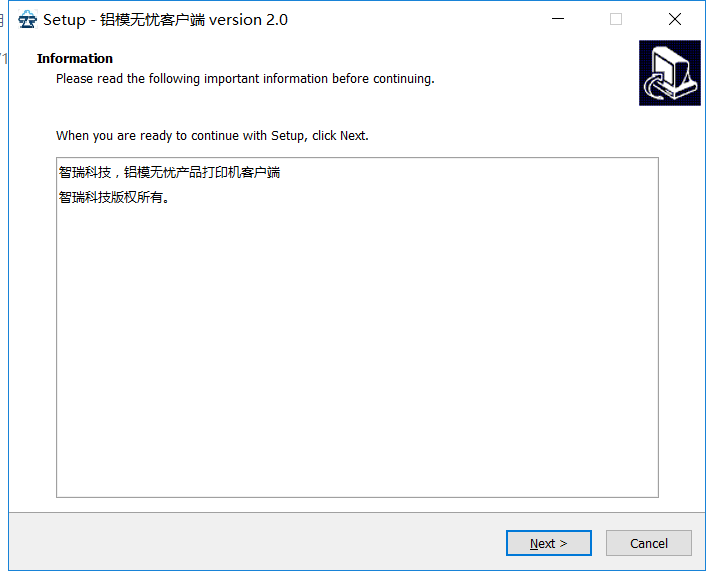 Setup - 铝模无忧客户端 version 2.0
Information
Please read the following important information before continuing.
When you are ready to continue with Setup, click Next.
智瑞科技，铝模无忧产品打印机客户端
智瑞科技版权所有。
Next >
Cancel